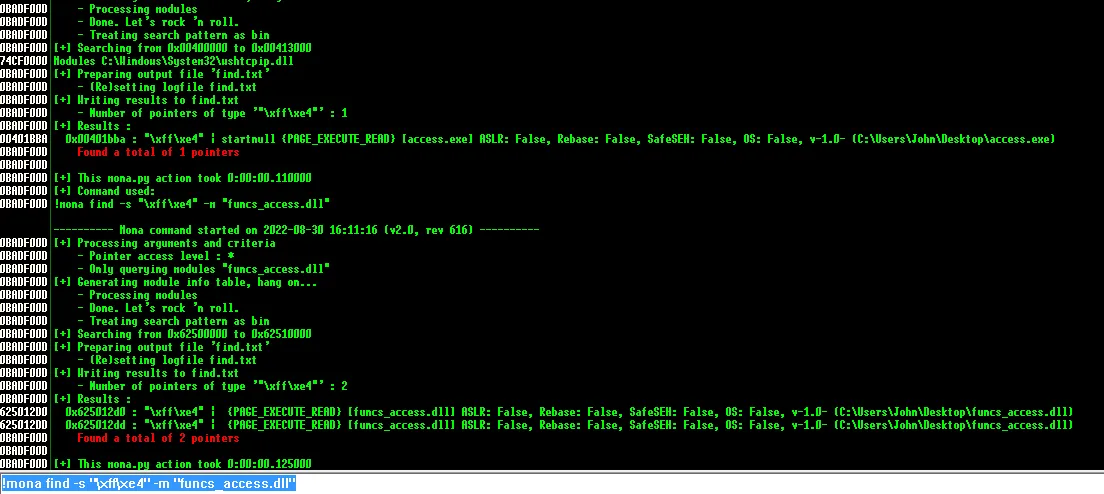 0BADF00D     - Processing modules
0BADF00D     - Done. Let's rock 'n roll.
0BADF00D     - Treating search pattern as bin
0BADF00D [+] Searching from 0x00400000 to 0x00413000
74CF0000 Modules C:\Windows\System32\wshtcpip.dll
0BADF00D [+] Preparing output file 'find.txt'
0BADF00D     - (Re)setting logfile find.txt
0BADF00D [+] Writing results to find.txt
0BADF00D     - Number of pointers of type '"\xff\xe4"' : 1
0BADF00D [+] Results :
00401BBA   0x00401bba : "\xff\xe4" | startnull {PAGE_EXECUTE_READ} [access.exe] ASLR: False, Rebase: False, SafeSEH: False, OS: False, v-1.0- (C:\Users\John\Desktop\access.exe)
0BADF00D     Found a total of 1 pointers
0BADF00D
0BADF00D [+] This mona.py action took 0:00:00.110000
0BADF00D [+] Command used:
0BADF00D !mona find -s "\xff\xe4" -m "funcs_access.dll"
---------- Mona command started on 2022-08-30 16:11:16 (v2.0, rev 616) ----------
0BADF00D [+] Processing arguments and criteria
0BADF00D     - Pointer access level : *
0BADF00D     - Only querying modules "funcs_access.dll"
0BADF00D [+] Generating module info table, hang on...
0BADF00D     - Processing modules
0BADF00D     - Done. Let's rock 'n roll.
0BADF00D     - Treating search pattern as bin
0BADF00D [+] Searching from 0x62500000 to 0x62510000
0BADF00D [+] Preparing output file 'find.txt'
0BADF00D     - (Re)setting logfile find.txt
0BADF00D [+] Writing results to find.txt
0BADF00D     - Number of pointers of type '"\xff\xe4"' : 2
0BADF00D [+] Results :
625012D0   0x625012d0 : "\xff\xe4" |  {PAGE_EXECUTE_READ} [funcs_access.dll] ASLR: False, Rebase: False, SafeSEH: False, OS: False, v-1.0- (C:\Users\John\Desktop\funcs_access.dll)
625012DD   0x625012dd : "\xff\xe4" |  {PAGE_EXECUTE_READ} [funcs_access.dll] ASLR: False, Rebase: False, SafeSEH: False, OS: False, v-1.0- (C:\Users\John\Desktop\funcs_access.dll)
0BADF00D     Found a total of 2 pointers
0BADF00D
0BADF00D [+] This mona.py action took 0:00:00.125000
!mona find -s "\xff\xe4" -m "funcs_access.dll"